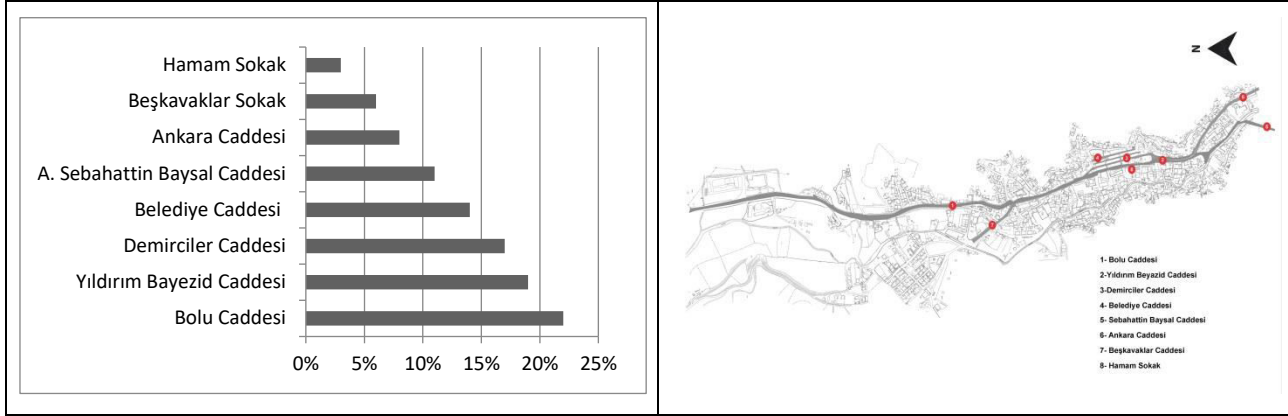 Hamam Sokak
Beşkavaklar Sokak
Ankara Caddesi
A. Sebahattin Baysal Caddesi
Belediye Caddesi
Demirciler Caddesi
Yıldırım Bayezid Caddesi
Bolu Caddesi
0% 5% 10% 15% 20% 25%
N
1- Bolu Caddesi
2-Yıldırım Beyazid Caddesi
3-Demirciler Caddesi
4- Belediye Caddesi
5- Sebahattin Baysal Caddesi
6- Ankara Caddesi
7- Beşkavaklar Caddesi
8- Hamam Sokak